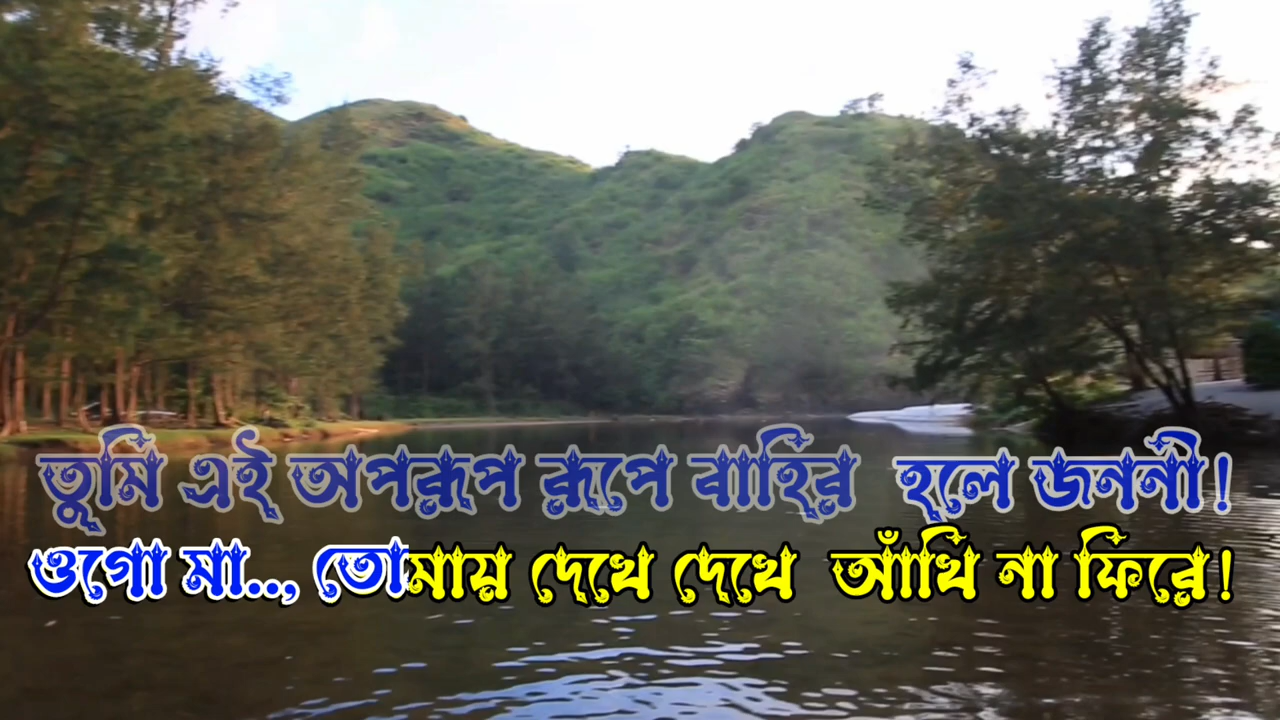 তুমি এই অপরূপ রূপে বাহির হলে জননী!
ওগো মা.., তোমায় দেখে দেখে আঁখি না ফিরে!